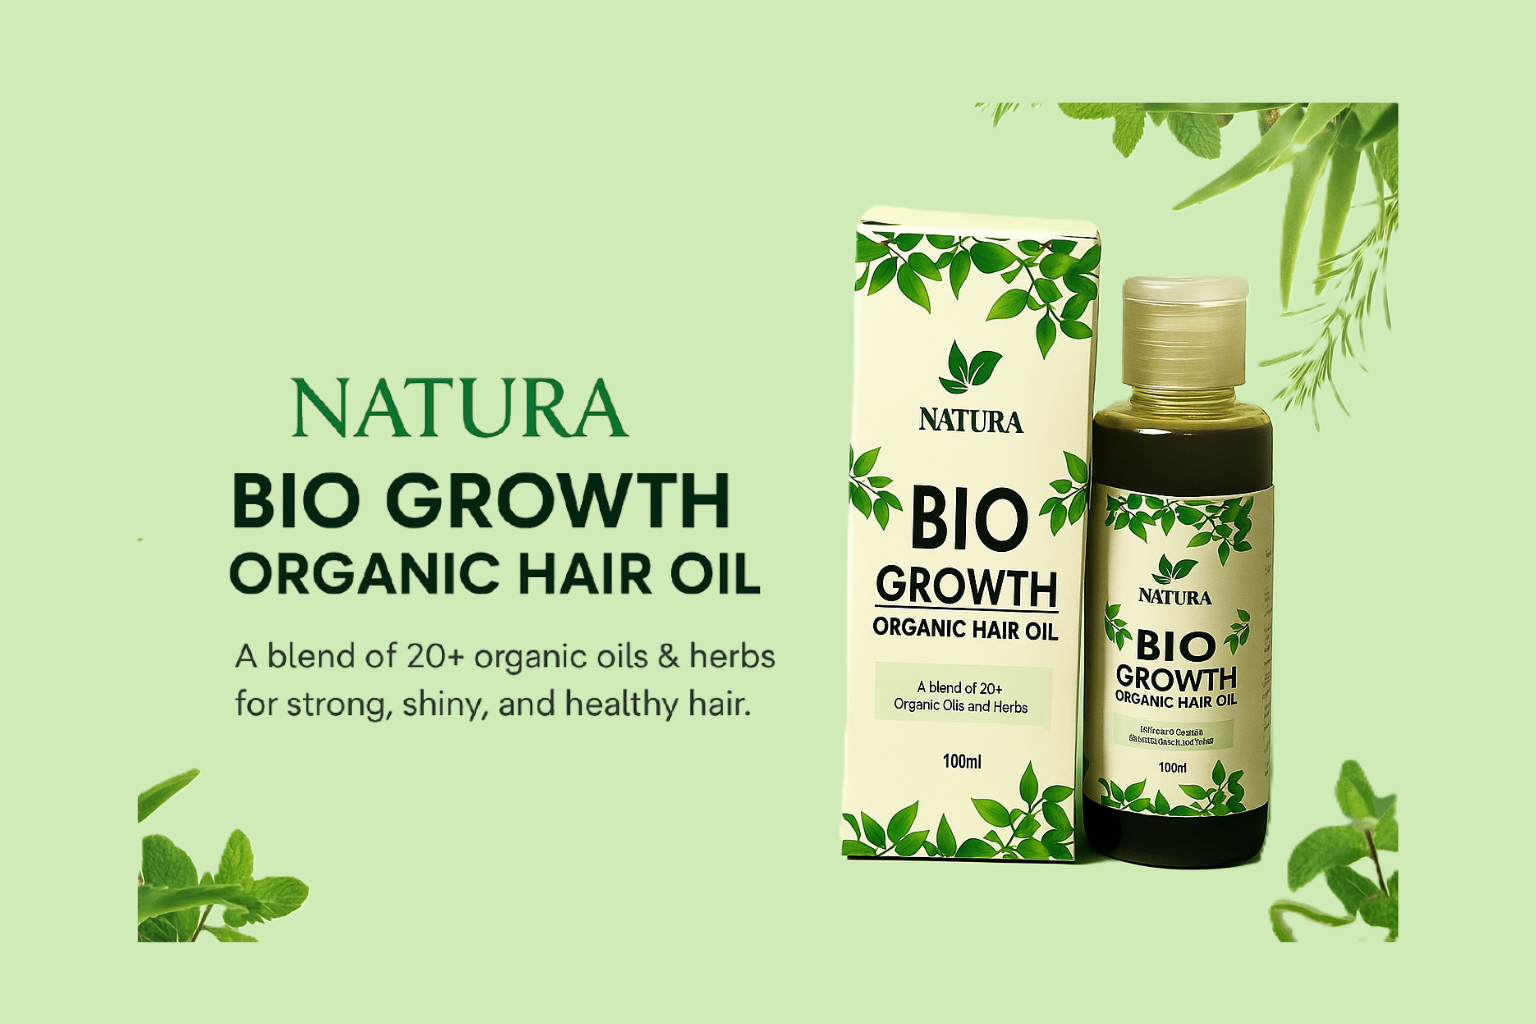 NATURA
BIO GROWTH
ORGANIC HAIR OIL
A blend of 20+ organic oils & herbs
for strong, shiny, and healthy hair.
NATURA
BIO
GROWTH
ORGANIC HAIR OIL
A blend of 20+
Organic Olis and Herbs
100ml
NATURA
BIO
GROWTH
ORGANIC HAIR OIL
100ml